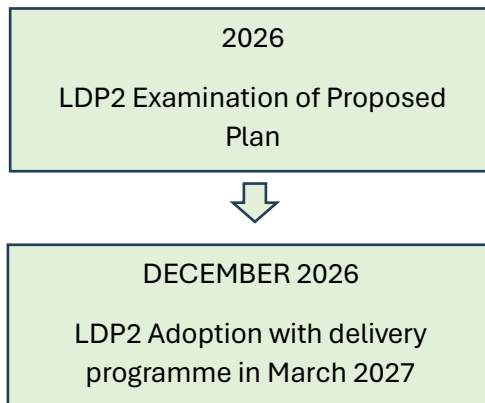 2026
LDP2 Examination of Proposed
Plan
DECEMBER 2026
LDP2 Adoption with delivery
programme in March 2027